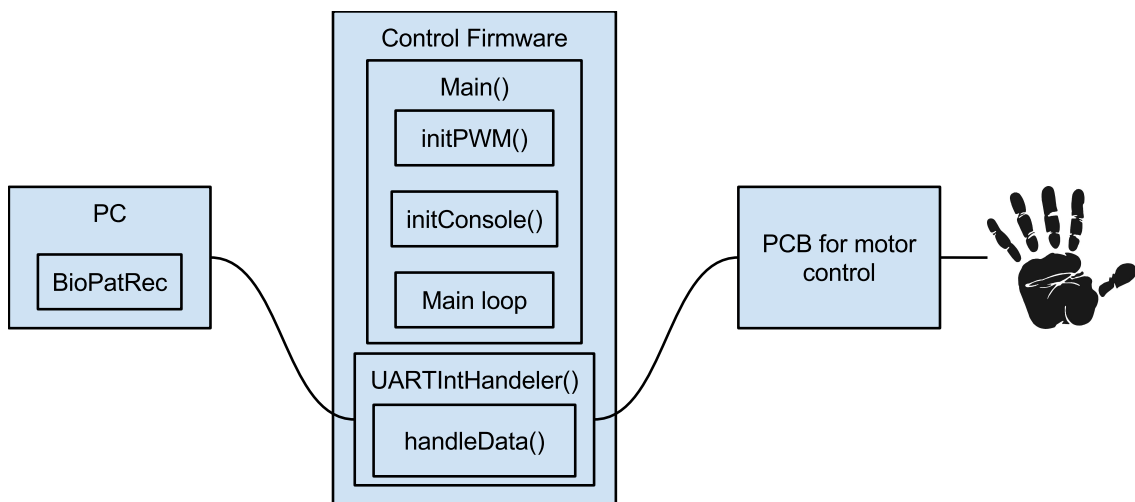 Control Firmware
Main()
initPWM()
initConsole()
Main loop
UARTIntHandeler()
handleData()
PC
BioPatRec
PCB for motor
control